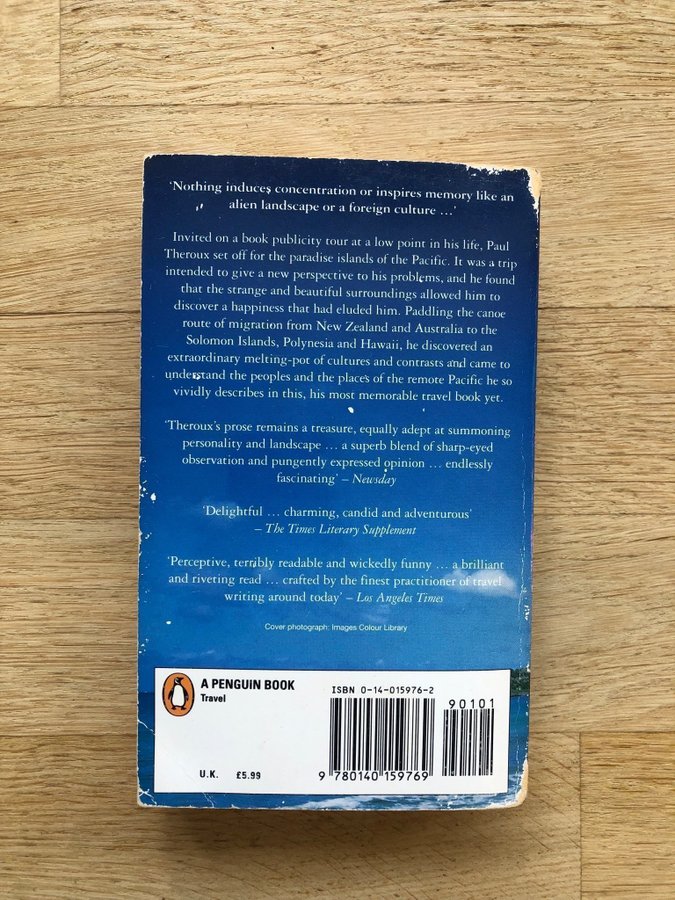 ‘Nothing induces concentration or inspires memory like an
alien landscape or a foreign culture ...’
Invited on a book publicity tour at a low point in his life, Paul
Theroux set off for the paradise islands of the Pacific. It was a trip
intended to give a new perspective to his problems, and he found
that the strange and beautiful surroundings allowed him to
discover a happiness that had eluded him. Paddling the canoe
route of migration from New Zealand and Australia to the
Solomon Islands, Polynesia and Hawaii, he discovered an
extraordinary melting-pot of cultures and contrasts and came to
understand the peoples and the places of the remote Pacific he so
vividly describes in this, his most memorable travel book yet.
‘Theroux’s prose remains a treasure, equally adept at summoning
personality and landscape ... a superb blend of sharp-eyed
observation and pungently expressed opinion ... endlessly
fascinating’ – Newsday
‘Delightful ... charming, candid and adventurous’
– The Times Literary Supplement
‘Perceptive, terribly readable and wickedly funny ... a brilliant
and riveting read ... crafted by the finest practitioner of travel
writing around today’ – Los Angeles Times
Cover photograph: Images Colour Library
A PENGUIN BOOK
Travel
ISBN 0-14-015976-2
90101
U.K. £5.99
9 780140 159769